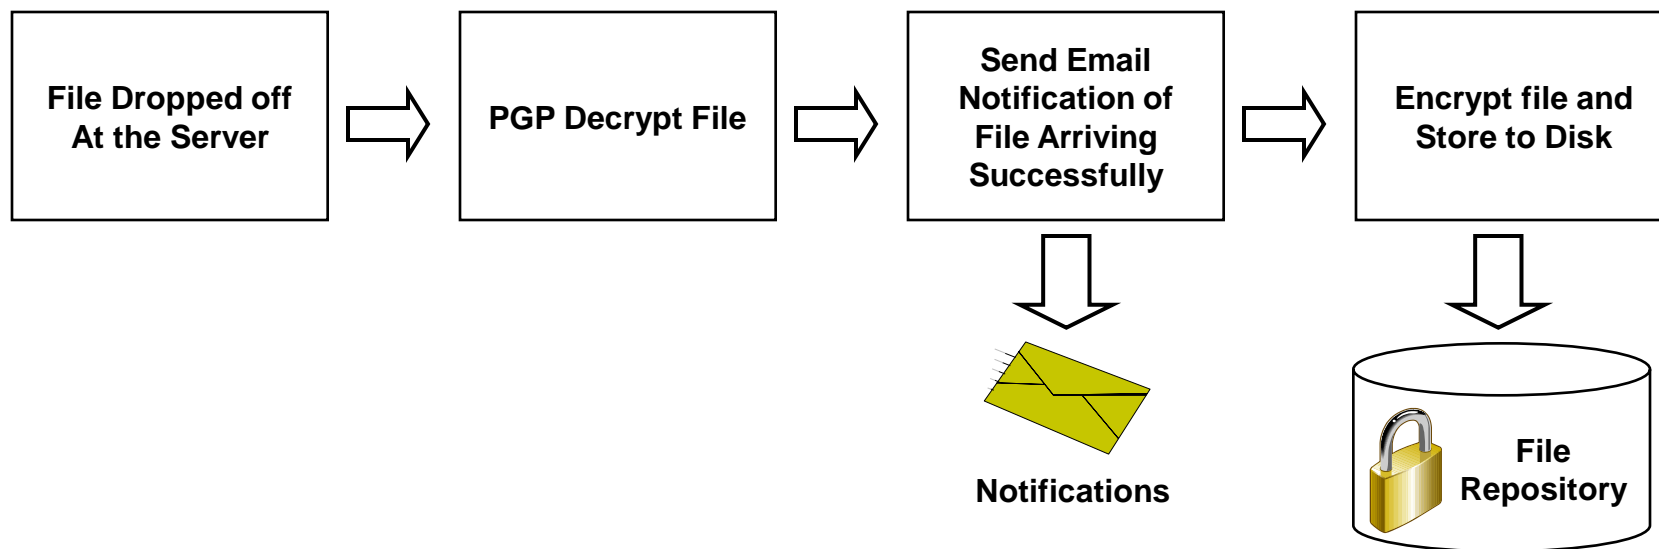 File Dropped off
At the Server
PGP Decrypt File
Send Email
Notification of
File Arriving
Successfully
Encrypt file and
Store to Disk
Notifications
File
Repository